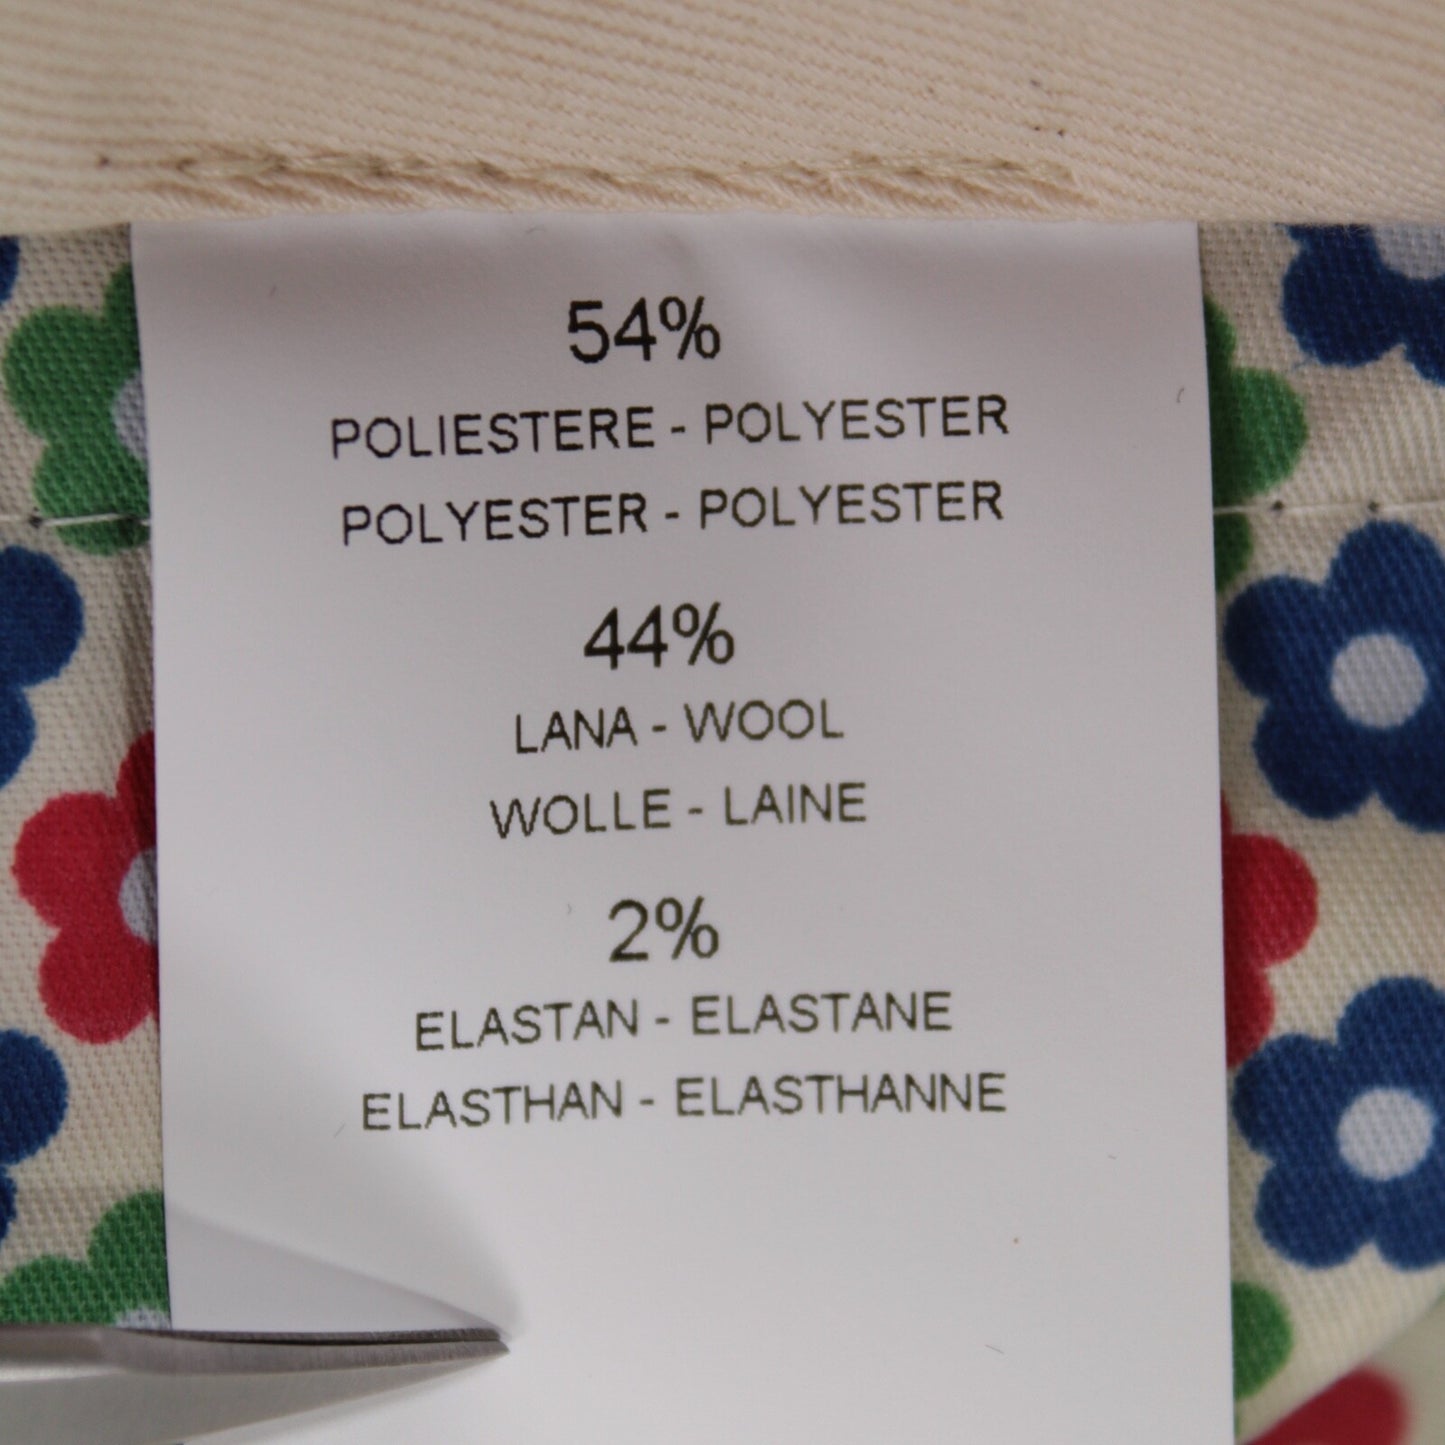 54%
POLIESTERE - POLYESTER
POLYESTER - POLYESTER
44%
LANA - WOOL
WOLLE - LAINE
2%
ELASTAN - ELASTANE
ELASTHAN - ELASTHANNE